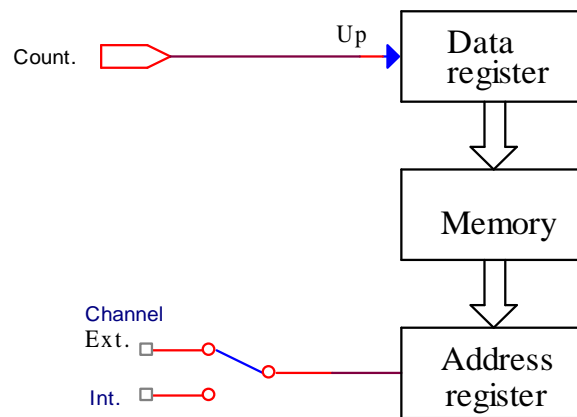 Up
Data
register
Count.
Memory
Channel
Ext.
Address
register
Int.